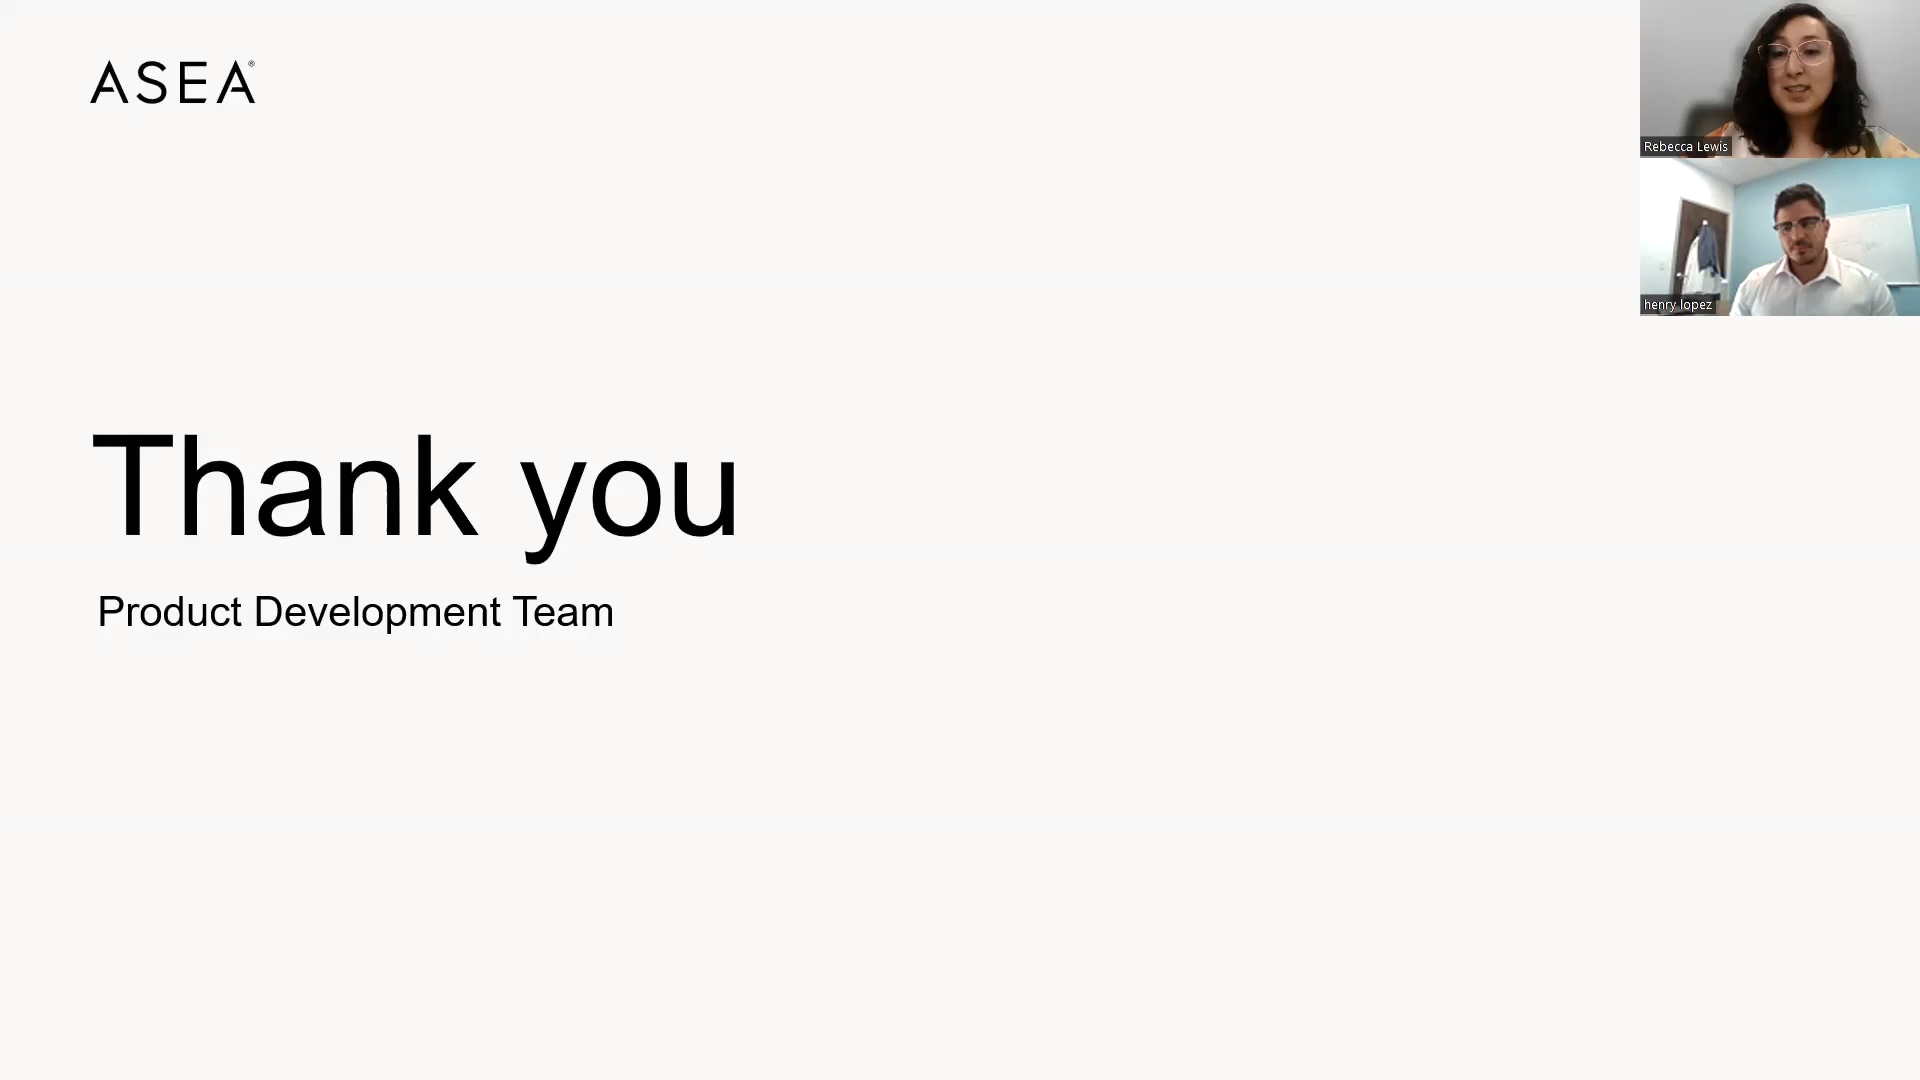 ASEA®
Rebecca Lewis
henry lopez
Thank you
Product Development Team